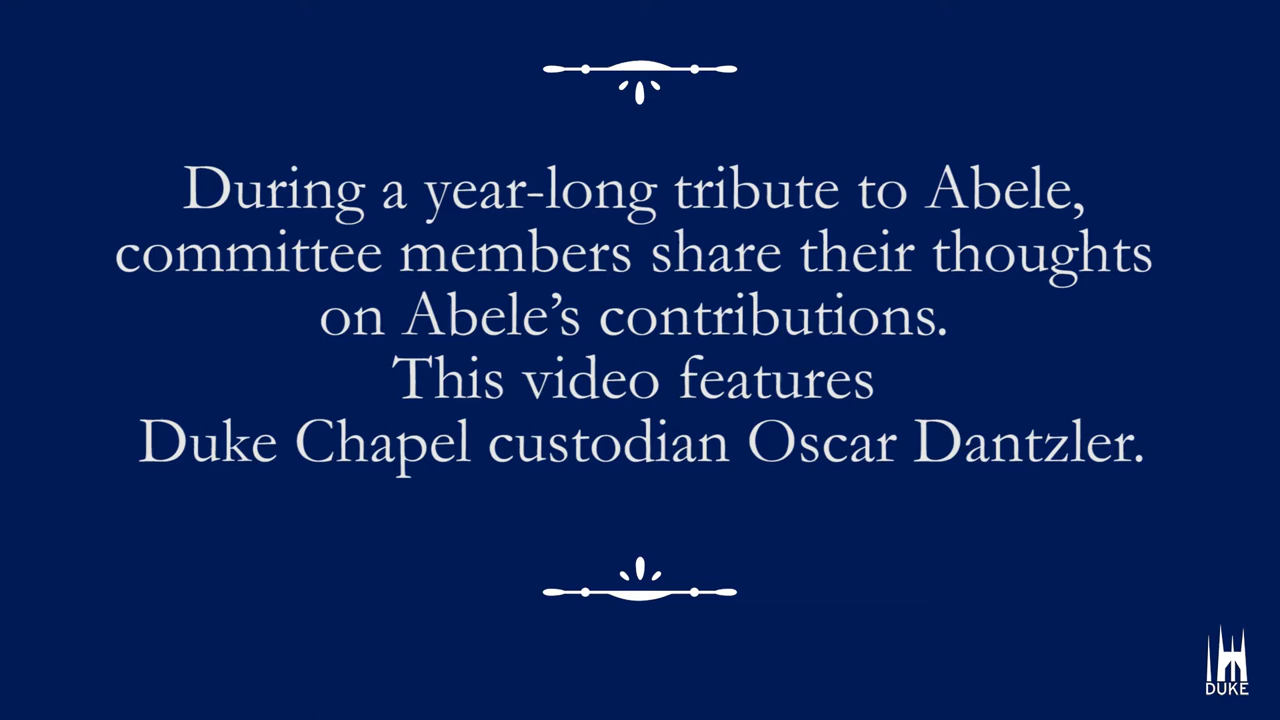 During a year-long tribute to Abele,
committee members share their thoughts
on Abele’s contributions.
This video features
Duke Chapel custodian Oscar Dantzler.
DUKE